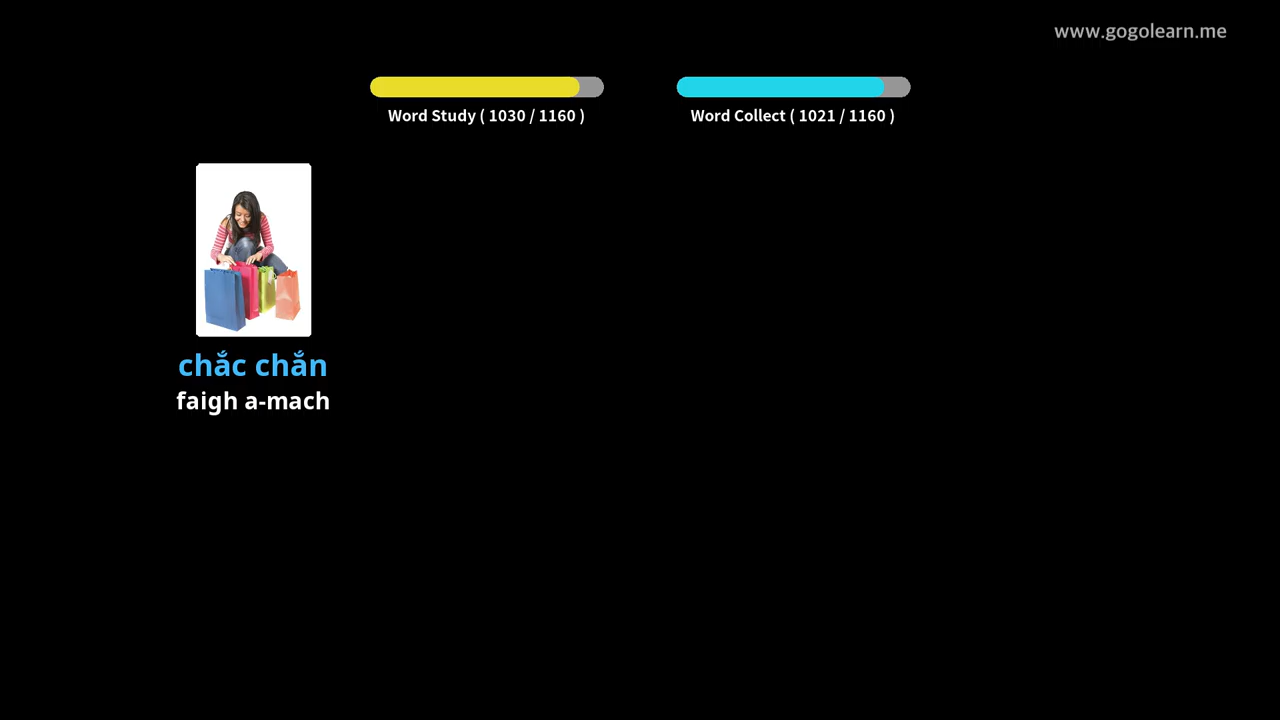 www.gogolearn.me
Word Study ( 1030 / 1160 )
Word Collect ( 1021 / 1160 )
chắc chắn
faigh a-mach